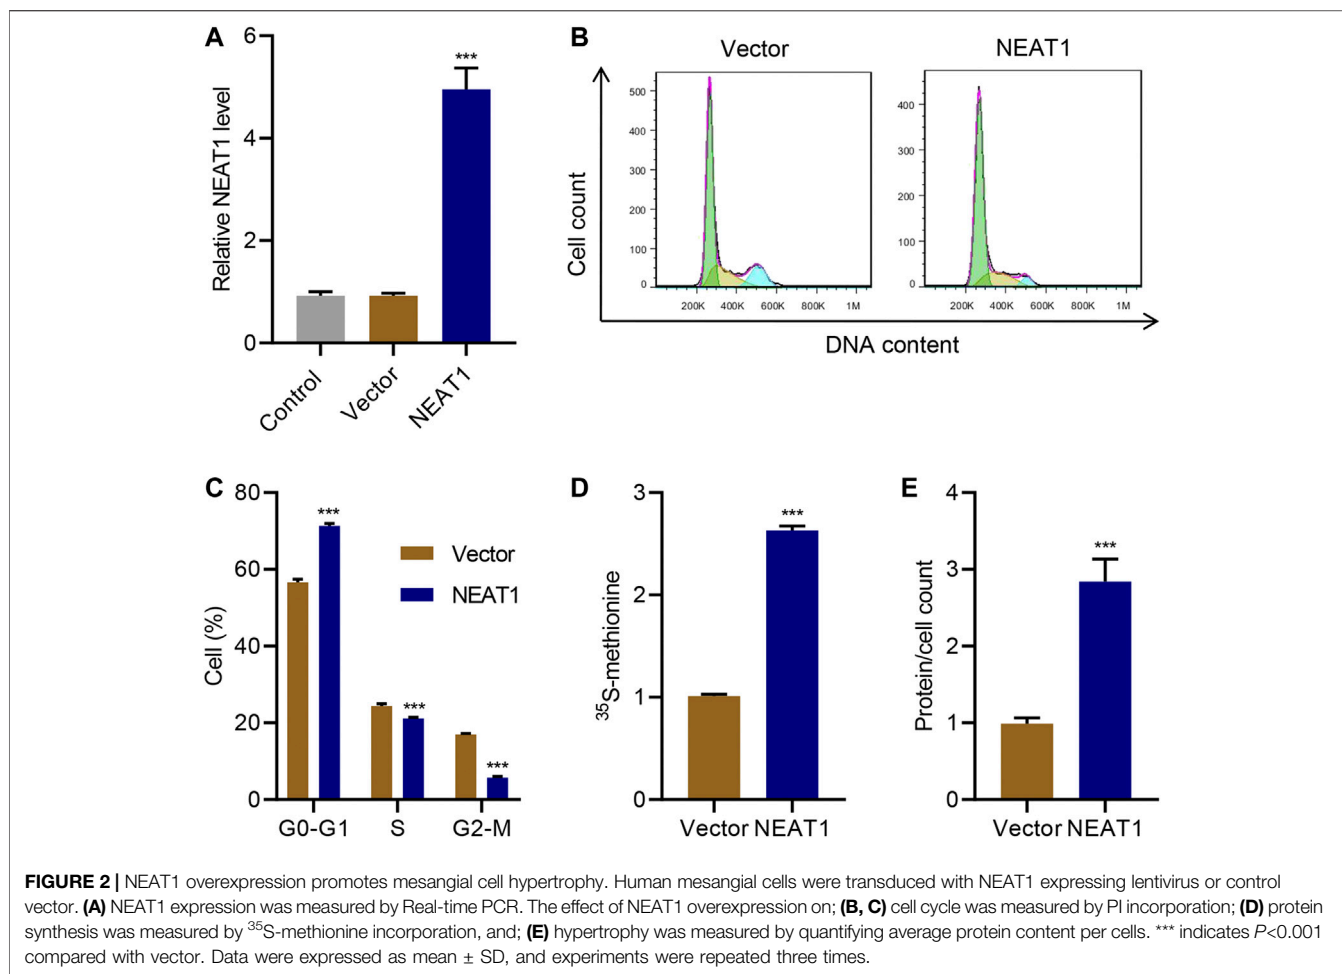 A
Relative NEAT1 level
6
4
2
0
***
Control
Vector
NEAT1
B
Vector
NEAT1
Cell count
500
400
300
200
100
0
200K 400K 600K 800K 1M
400
300
200
100
0
200K 400K 600K 800K 1M
DNA content
C
Cell (%)
80
60
40
20
0
***
***
***
Vector
NEAT1
G0-G1 S G2-M
D
35S-methionine
3
2
1
0
***
Vector NEAT1
E
Protein/cell count
4
3
2
1
0
***
Vector NEAT1
FIGURE 2 | NEAT1 overexpression promotes mesangial cell hypertrophy. Human mesangial cells were transduced with NEAT1 expressing lentivirus or control
vector. (A) NEAT1 expression was measured by Real-time PCR. The effect of NEAT1 overexpression on; (B, C) cell cycle was measured by PI incorporation; (D) protein
synthesis was measured by 35S-methionine incorporation, and; (E) hypertrophy was measured by quantifying average protein content per cells. *** indicates P<0.001
compared with vector. Data were expressed as mean ± SD, and experiments were repeated three times.